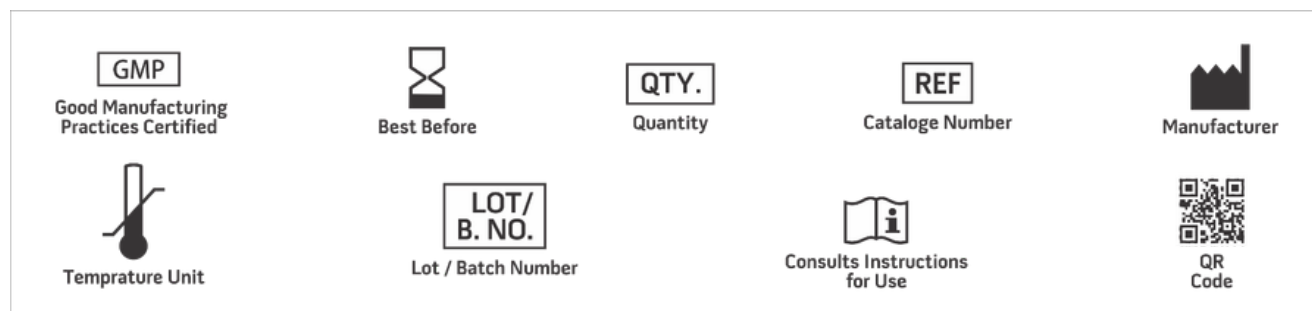 GMP
Good Manufacturing
Practices Certified
Best Before
QTY.
Quantity
REF
Cataloge Number
Manufacturer
Temprature Unit
LOT/
B. NO.
Lot / Batch Number
i
Consults Instructions
for Use
QR
Code